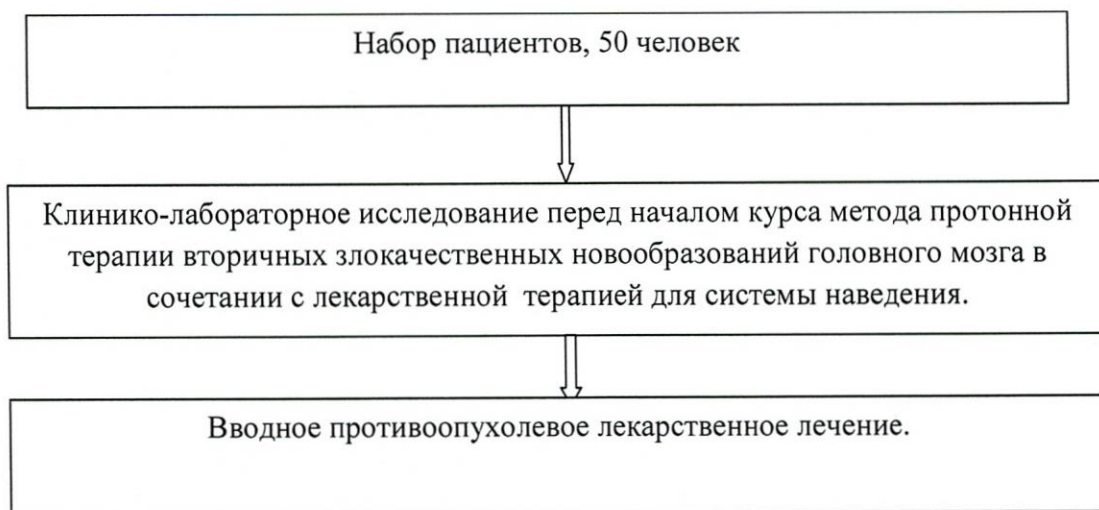 Набор пациентов, 50 человек
Клинико-лабораторное исследование перед началом курса метода протонной
терапии вторичных злокачественных новообразований головного мозга в
сочетании с лекарственной терапией для системы наведения.
Вводное противоопухолевое лекарственное лечение.